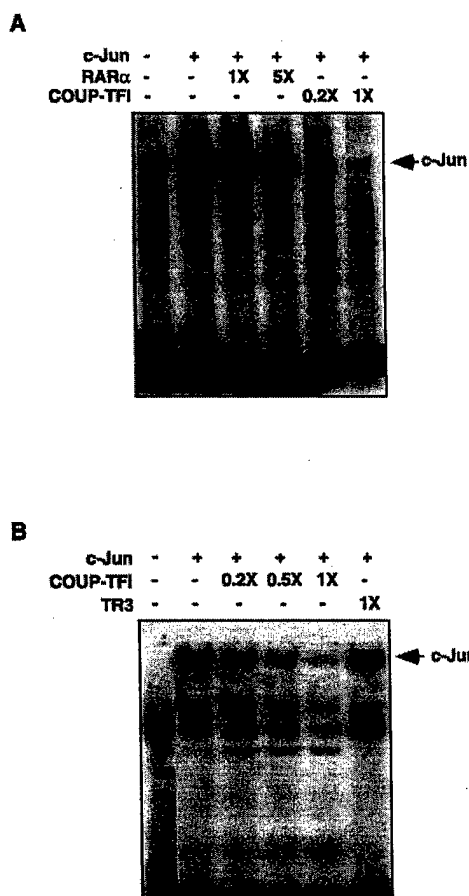 A
c-Jun - + + + + +
RARα - - 1X 5X - -
COUP-TFI - - - - 0.2X 1X
c-Jun
B
c-Jun - + + + + +
COUP-TFI - - 0.2X 0.5X 1X -
TR3 - - - - - 1X
c-Jun